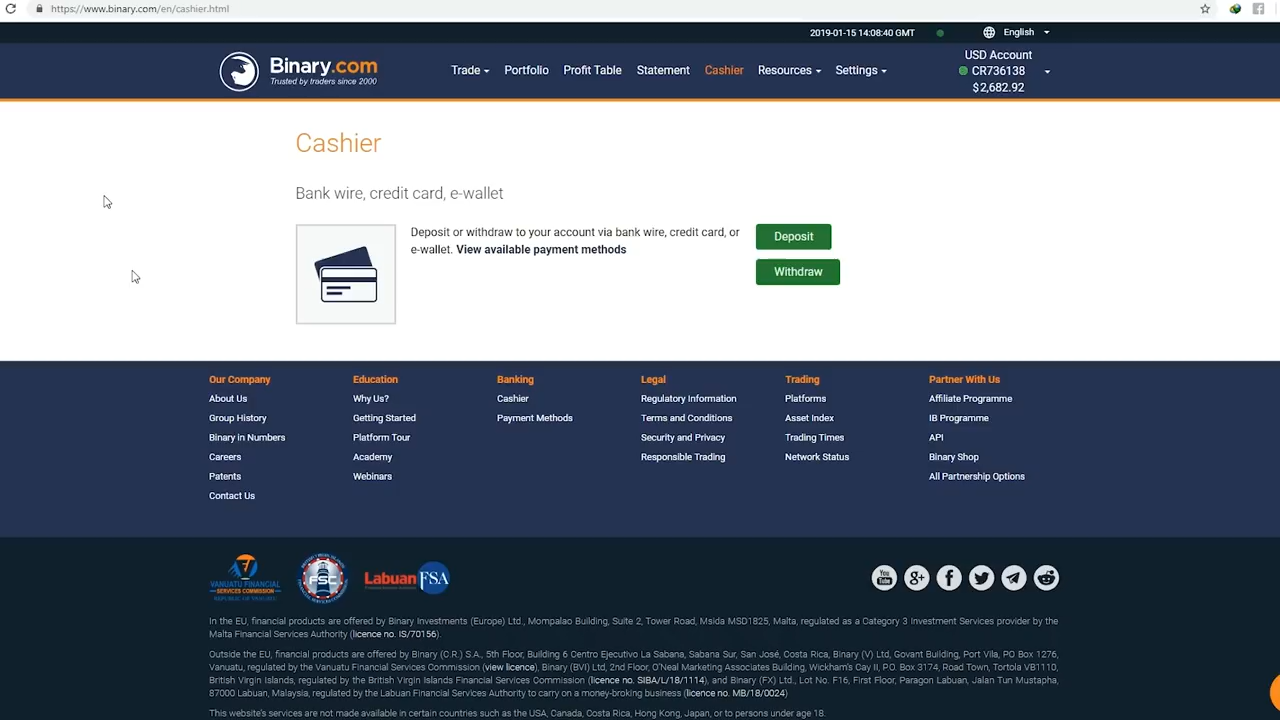 https://www.binary.com/en/cashier.html
2019-01-15 14:08:40 GMT
English
Binary.com
Trusted by traders since 2000
Trade
Portfolio
Profit Table
Statement
Cashier
Resources
Settings
USD Account
CR736138
$2,682.92
Cashier
Bank wire, credit card, e-wallet
Deposit or withdraw to your account via bank wire, credit card, or
e-wallet. View available payment methods
Deposit
Withdraw
Our Company
About Us
Group History
Binary in Numbers
Careers
Patents
Contact Us
Education
Why Us?
Getting Started
Platform Tour
Academy
Webinars
Banking
Cashier
Payment Methods
Legal
Regulatory Information
Terms and Conditions
Security and Privacy
Responsible Trading
Trading
Platforms
Asset Index
Trading Times
Network Status
Partner With Us
Affiliate Programme
IB Programme
API
Binary Shop
All Partnership Options
VANUATU FINANCIAL
SERVICES COMMISSION
REPUBLIC OF VANUATU
FSC
Labuan FSA
You
Tube
In the EU, financial products are offered by Binary Investments (Europe) Ltd., Mompalao Building, Suite 2, Tower Road, Msida MSD1825, Malta, regulated as a Category 3 Investment Services provider by the
Malta Financial Services Authority (licence no. IS/70156).
Outside the EU, financial products are offered by Binary (C.R.) S.A., 5th Floor, Building 6 Centro Ejecutivo La Sabana, Sabana Sur, San José, Costa Rica, Binary (V) Ltd, Govant Building, Port Vila, PO Box 1276,
Vanuatu, regulated by the Vanuatu Financial Services Commission (view licence), Binary (BVI) Ltd, 2nd Floor, O'Neal Marketing Associates Building, Wickham's Cay II, P.O. Box 3174, Road Town, Tortola VG1110,
British Virgin Islands, regulated by the British Virgin Islands Financial Services Commission (licence no. SIBA/L/18/1114), and Binary (FX) Ltd., Lot No. F16, First Floor, Paragon Labuan, Jalan Tun Mustapha,
87000 Labuan, Malaysia, regulated by the Labuan Financial Services Authority to carry on a money-broking business (licence no. MB/18/0024)
This website's services are not made available in certain countries such as the USA, Canada, Costa Rica, Hong Kong, Japan, or to persons under age 18.